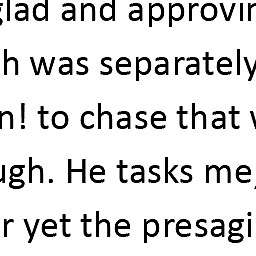 glad and approvin
h was separately
n! to chase that w
ugh. He tasks me,
r yet the presagi